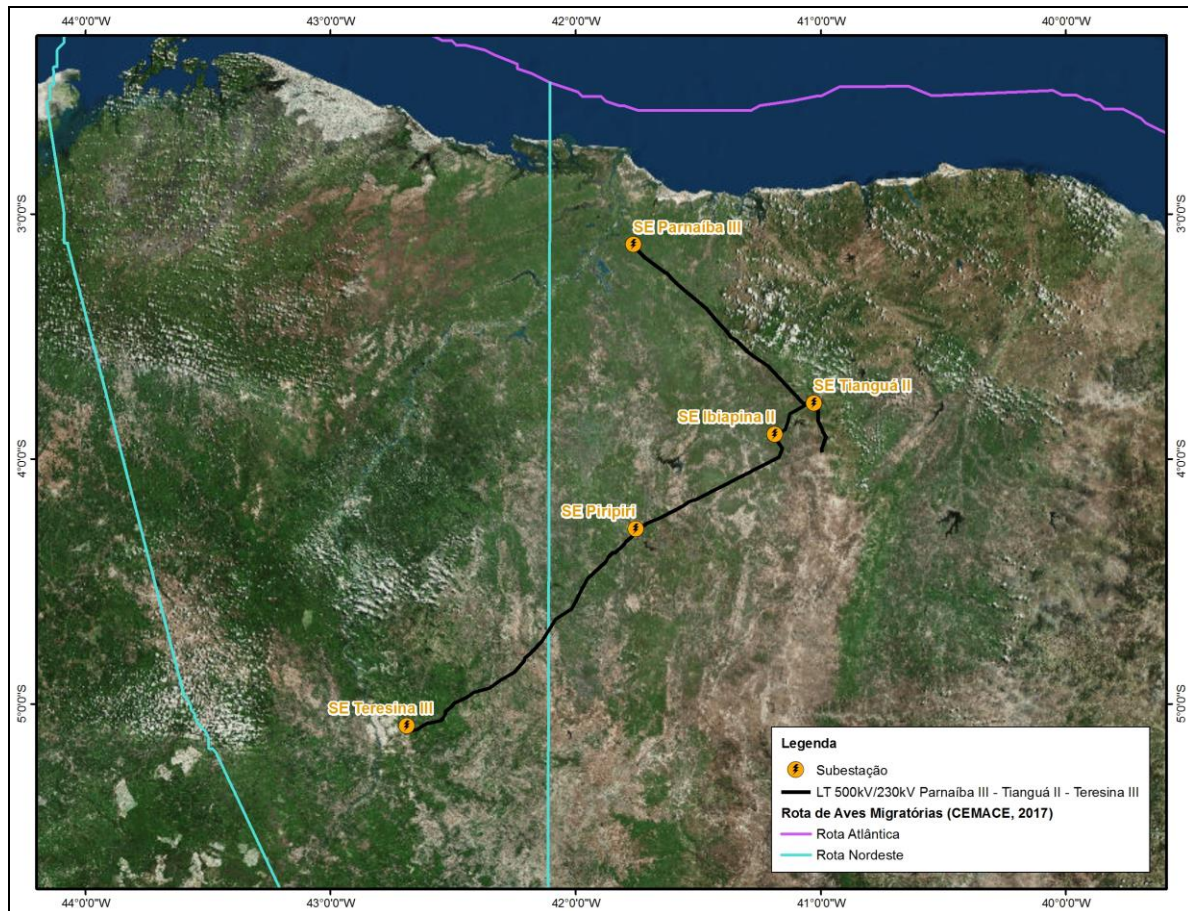 44°0'0"W
43°0'0"W
42°0'0"W
41°0'0"W
40°0'0"W
3°0'0"S
3°0'0"S
SE Parnaíba III
SE Tianguá II
SE Ibiapina II
4°0'0"S
4°0'0"S
SE Piripiri
5°0'0"S
5°0'0"S
SE Teresina III
Legenda
Subestação
LT 500kV/230kV Parnaíba III - Tianguá II - Teresina III
Rota de Aves Migratórias (CEMACE, 2017)
Rota Atlântica
Rota Nordeste
44°0'0"W
43°0'0"W
42°0'0"W
41°0'0"W
40°0'0"W